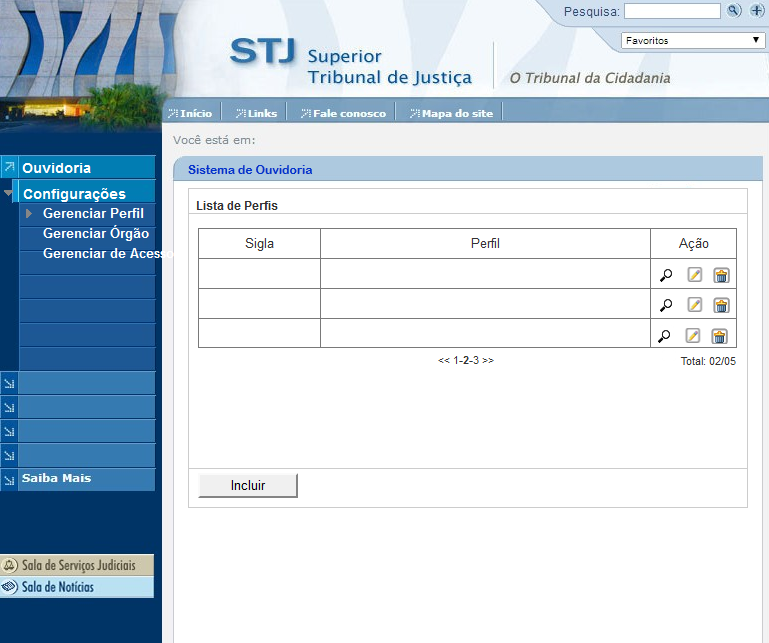 Pesquisa:
Favoritos
STJ Superior
Tribunal de Justiça
O Tribunal da Cidadania
Início
Links
Fale conosco
Mapa do site
Você está em:
Ouvidoria
Configurações
Gerenciar Perfil
Gerenciar Órgão
Gerenciar de Acesso
Saiba Mais
Sala de Serviços Judiciais
Sala de Notícias
Sistema de Ouvidoria
Lista de Perfis
Sigla Perfil Ação
<< 1-2-3 >>
Total: 02/05
Incluir